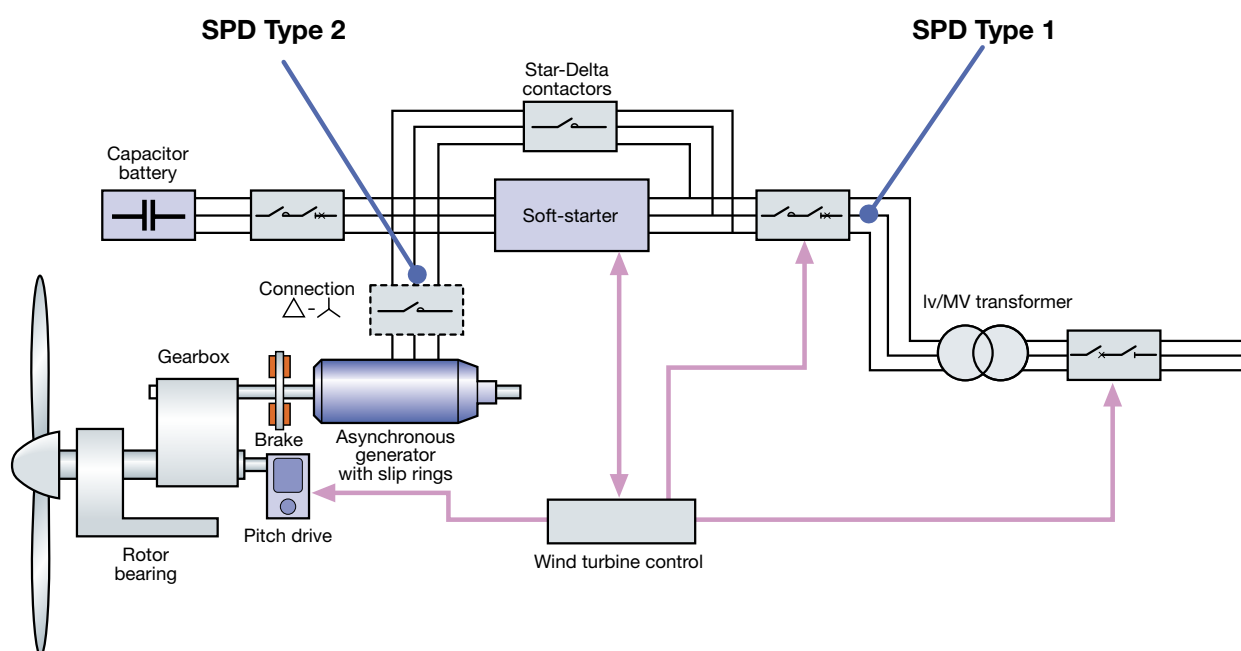 SPD Type 2
SPD Type 1
Star-Delta
contactors
Capacitor
battery
Soft-starter
Connection
lv/MV transformer
Gearbox
Brake
Asynchronous
generator
with slip rings
Pitch drive
Rotor
bearing
Wind turbine control